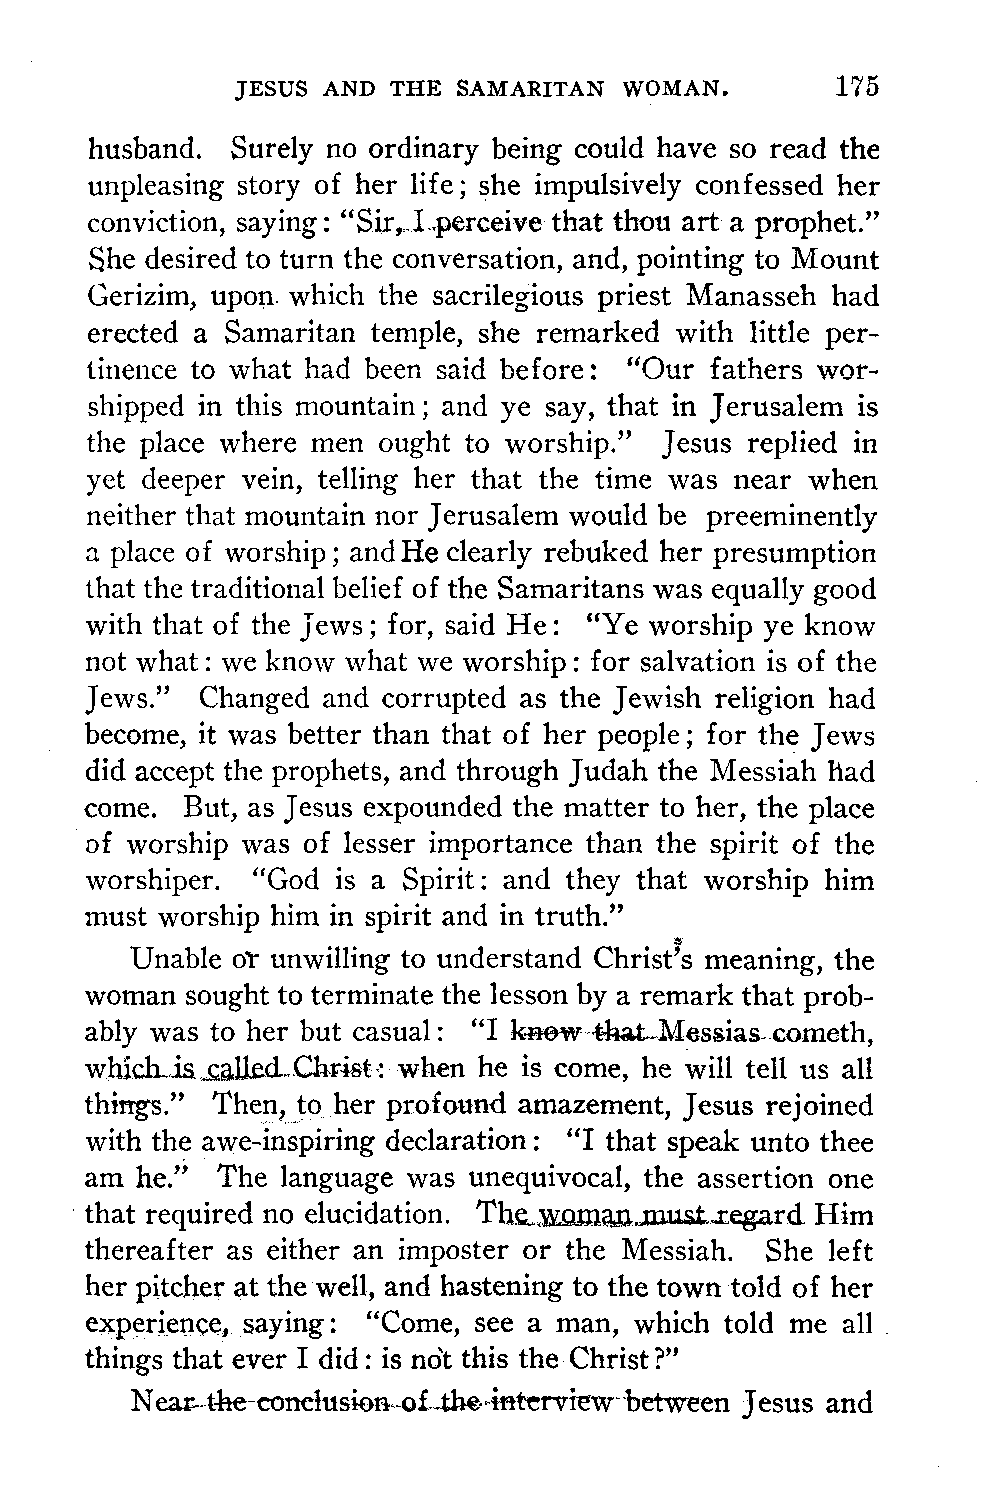 JESUS AND THE SAMARITAN WOMAN. 175
husband. Surely no ordinary being could have so read the
unpleasing story of her life; she impulsively confessed her
conviction, saying: “Sir, I perceive that thou art a prophet.”
She desired to turn the conversation, and, pointing to Mount
Gerizim, upon which the sacrilegious priest Manasseh had
erected a Samaritan temple, she remarked with little per-
tinence to what had been said before: “Our fathers wor-
shipped in this mountain; and ye say, that in Jerusalem is
the place where men ought to worship.” Jesus replied in
yet deeper vein, telling her that the time was near when
neither that mountain nor Jerusalem would be preeminently
a place of worship; and He clearly rebuked her presumption
that the traditional belief of the Samaritans was equally good
with that of the Jews; for, said He: “Ye worship ye know
not what: we know what we worship: for salvation is of the
Jews.” Changed and corrupted as the Jewish religion had
become, it was better than that of her people; for the Jews
did accept the prophets, and through Judah the Messiah had
come. But, as Jesus expounded the matter to her, the place
of worship was of lesser importance than the spirit of the
worshiper. “God is a Spirit: and they that worship him
must worship him in spirit and in truth.”
Unable or unwilling to understand Christ’s meaning, the
woman sought to terminate the lesson by a remark that prob-
ably was to her but casual: “I know that Messias cometh,
which is called Christ: when he is come, he will tell us all
things.” Then, to her profound amazement, Jesus rejoined
with the awe-inspiring declaration: “I that speak unto thee
am he.” The language was unequivocal, the assertion one
that required no elucidation. The woman must regard Him
thereafter as either an imposter or the Messiah. She left
her pitcher at the well, and hastening to the town told of her
experience, saying: “Come, see a man, which told me all
things that ever I did: is not this the Christ?”
Near the conclusion of the interview between Jesus and